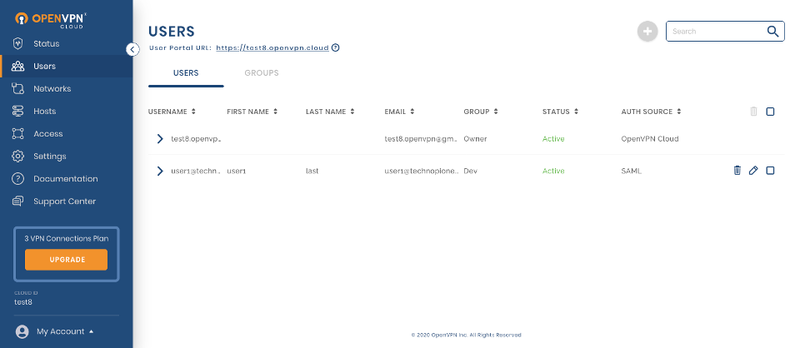 OPENVPN
CLOUD
Status
Users
Networks
Hosts
Access
Settings
Documentation
Support Center
3 VPN Connections Plan
UPGRADE
CLOUD ID
test8
My Account
USERS
User Portal URL: https://test8.openvpn.cloud
Search
USERS GROUPS
USERNAME FIRST NAME LAST NAME EMAIL GROUP STATUS AUTH SOURCE
test8.openvp... test8.openvpn@gm... Owner Active OpenVPN Cloud
user1@techn... user1 last user1@technoplone... Dev Active SAML
© 2020 OpenVPN Inc. All Rights Reserved